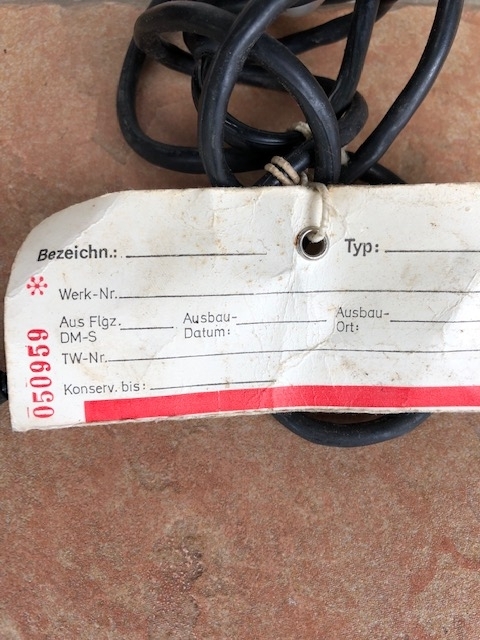 Bezeichn.: Typ:
Werk-Nr.
Aus Flgz. Ausbau- Ausbau-
DM-S Datum: Ort:
TW-Nr.
Konserv. bis:
* 050959